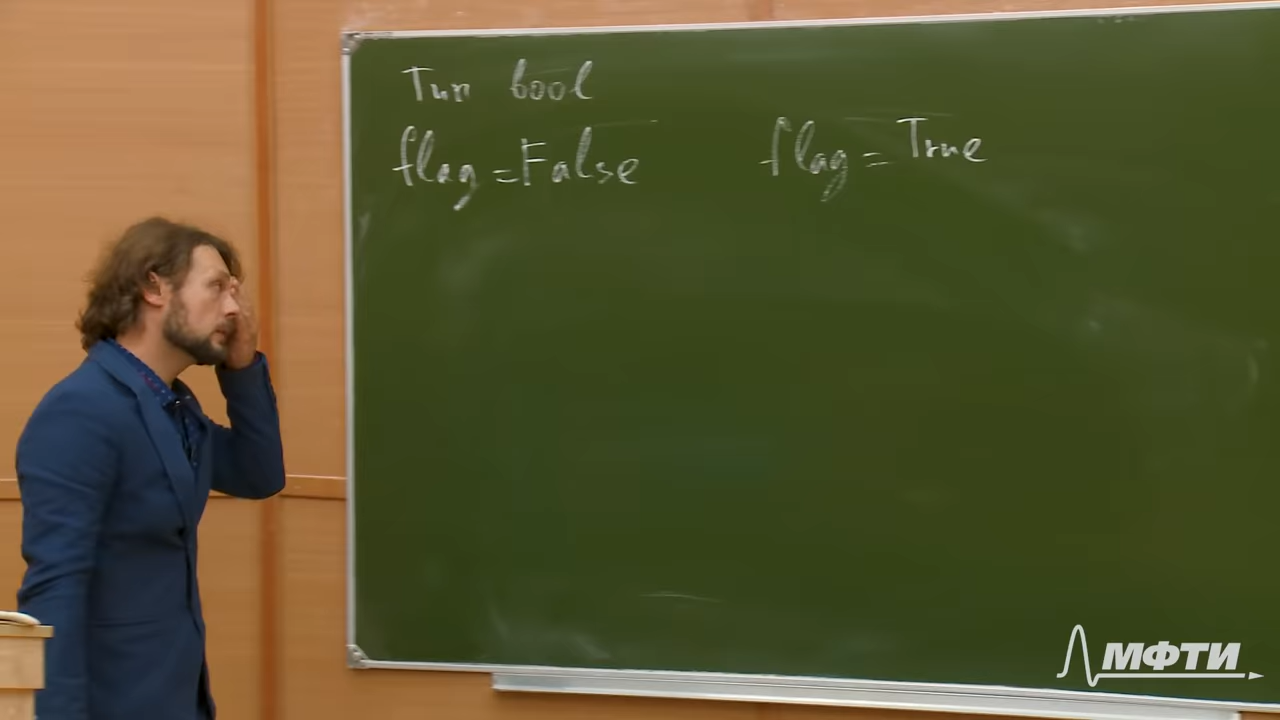 Тип bool
flag = False flag = True
МФТИ